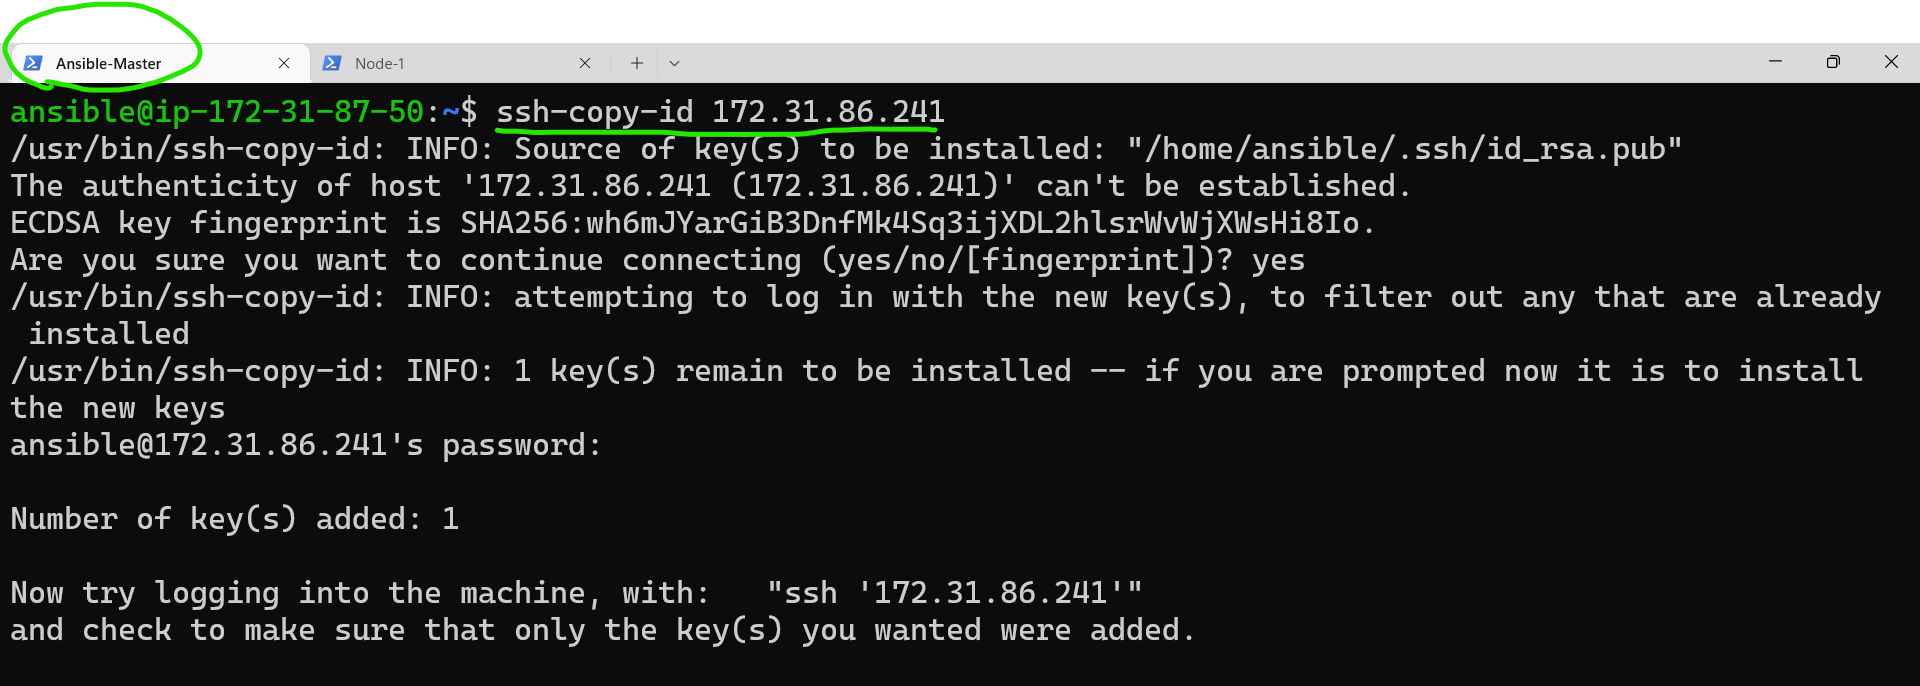 Ansible-Master Node-1
ansible@ip-172-31-87-50:~$ ssh-copy-id 172.31.86.241
/usr/bin/ssh-copy-id: INFO: Source of key(s) to be installed: "/home/ansible/.ssh/id_rsa.pub"
The authenticity of host '172.31.86.241 (172.31.86.241)' can't be established.
ECDSA key fingerprint is SHA256:wh6mJYarGiB3DnfMk4Sq3ijXDL2hlsrWvWjXWsHi8Io.
Are you sure you want to continue connecting (yes/no/[fingerprint])? yes
/usr/bin/ssh-copy-id: INFO: attempting to log in with the new key(s), to filter out any that are already
 installed
/usr/bin/ssh-copy-id: INFO: 1 key(s) remain to be installed -- if you are prompted now it is to install
the new keys
ansible@172.31.86.241's password:
Number of key(s) added: 1
Now try logging into the machine, with:   "ssh '172.31.86.241'"
and check to make sure that only the key(s) you wanted were added.